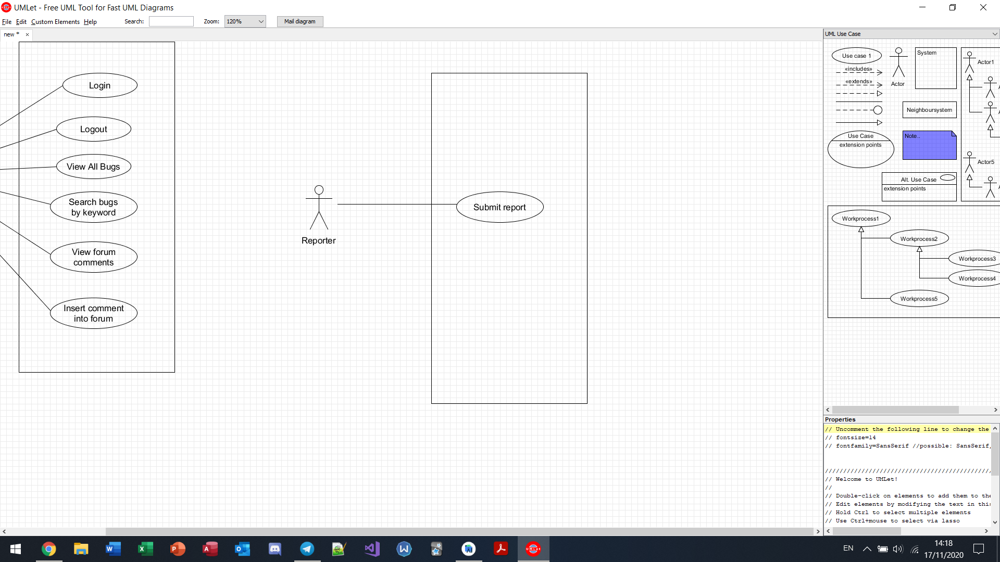 UMLet - Free UML Tool for Fast UML Diagrams
File Edit Custom Elements Help Search: Zoom: 120% Mail diagram
new *
Login
Logout
View All Bugs
Search bugs
by keyword
View forum
comments
Insert comment
into forum
Reporter
Submit report
UML Use Case
Use case 1
«includes»
«extends»
Actor
System
Neighboursystem
Use Case
extension points
Note..
Alt. Use Case
extension points
Actor1
Actor5
Workprocess1
Workprocess2
Workprocess3
Workprocess4
Workprocess5
Properties
// Uncomment the following line to change the
// fontsize=14
// fontfamily=SansSerif //possible: SansSerif,
//////////////////////////////////////////////
// Welcome to UMLet!
//
// Double-click on elements to add them to the
// Edit elements by modifying the text in this
// Hold Ctrl to select multiple elements
// Use Ctrl+mouse to select via lasso
EN
14:18
17/11/2020